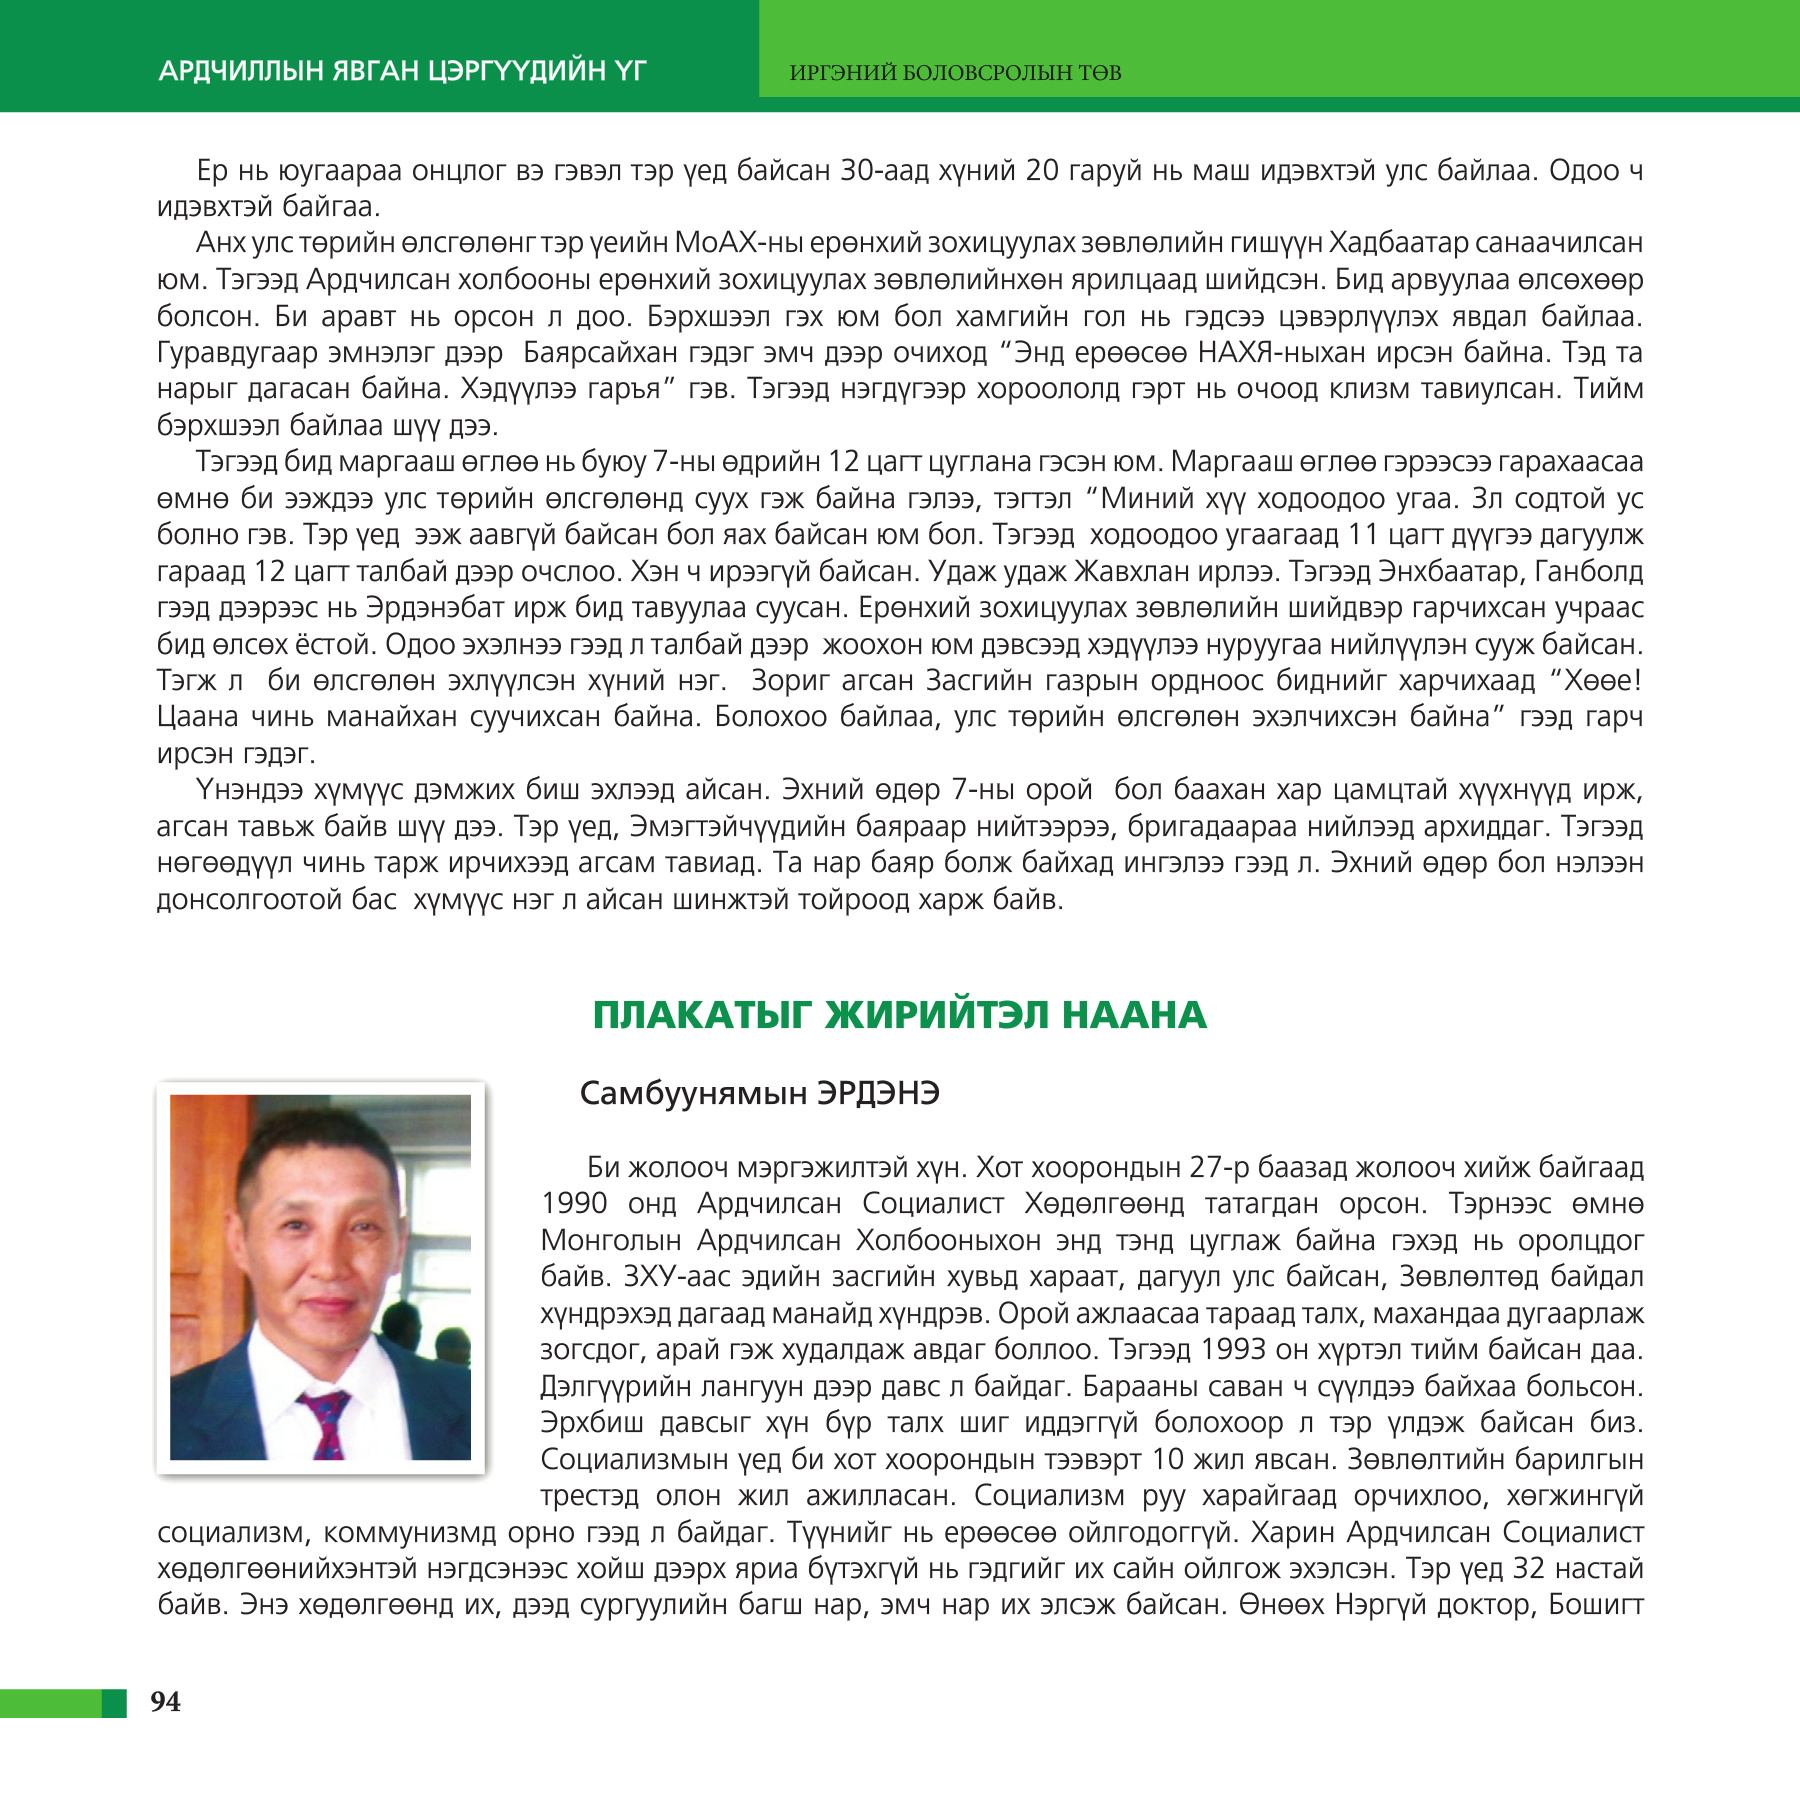 АРДЧИЛЛЫН ЯВГАН ЦЭРГҮҮДИЙН ҮГ
ИРГЭНИЙ БОЛОВСРОЛЫН ТӨВ
Ер нь юугаараа онцлог вэ гэвэл тэр үед байсан 30-аад хүний 20 гаруй нь маш идэвхтэй улс байлаа. Одоо ч
идэвхтэй байгаа.
Анх улс төрийн өлсгөлөнг тэр үеийн МоАХ-ны ерөнхий зохицуулах зөвлөлийн гишүүн Хадбаатар санаачилсан
юм. Тэгээд Ардчилсан холбооны ерөнхий зохицуулах зөвлөлийнхөн ярилцаад шийдсэн. Бид арвуулаа өлсөхөөр
болсон. Би аравт нь орсон л доо. Бэрхшээл гэх юм бол хамгийн гол нь гэдсээ цэвэрлүүлэх явдал байлаа.
Гуравдугаар эмнэлэг дээр  Баярсайхан гэдэг эмч дээр очиход “Энд ерөөсөө НАХЯ-ныхан ирсэн байна. Тэд та
нарыг дагасан байна. Хэдүүлээ гаръя” гэв. Тэгээд нэгдүгээр хороололд гэрт нь очоод клизм тавиулсан. Тийм
бэрхшээл байлаа шүү дээ.
Тэгээд бид маргааш өглөө нь буюу 7-ны өдрийн 12 цагт цуглана гэсэн юм. Маргааш өглөө гэрээсээ гарахаасаа
өмнө би ээждээ улс төрийн өлсгөлөнд суух гэж байна гэлээ, тэгтэл “Миний хүү ходоодоо угаа. 3л содтой ус
болно гэв. Тэр үед  ээж аавгүй байсан бол яах байсан юм бол. Тэгээд  ходоодоо угаагаад 11 цагт дүүгээ дагуулж
гараад 12 цагт талбай дээр очслоо. Хэн ч ирээгүй байсан. Удаж удаж Жавхлан ирлээ. Тэгээд Энхбаатар, Ганболд
гээд дээрээс нь Эрдэнэбат ирж бид тавуулаа суусан. Ерөнхий зохицуулах зөвлөлийн шийдвэр гарчихсан учраас
бид өлсөх ёстой. Одоо эхэлнээ гээд л талбай дээр  жоохон юм дэвсээд хэдүүлээ нуруугаа нийлүүлэн сууж байсан.
Тэгж л  би өлсгөлөн эхлүүлсэн хүний нэг.  Зориг агсан Засгийн газрын ордноос биднийг харчихаад “Хөөе!
Цаана чинь манайхан суучихсан байна. Болохоо байлаа, улс төрийн өлсгөлөн эхэлчихсэн байна” гээд гарч
ирсэн гэдэг.
Үнэндээ хүмүүс дэмжих биш эхлээд айсан. Эхний өдөр 7-ны орой  бол баахан хар цамцтай хүүхнүүд ирж,
агсан тавьж байв шүү дээ. Тэр үед, Эмэгтэйчүүдийн баяраар нийтээрээ, бригадаараа нийлээд архиддаг. Тэгээд
нөгөөдүүл чинь тарж ирчихээд агсам тавиад. Та нар баяр болж байхад ингэлээ гээд л. Эхний өдөр бол нэлээн
донсолгоотой бас  хүмүүс нэг л айсан шинжтэй тойроод харж байв.
ПЛАКАТЫГ ЖИРИЙТЭЛ НААНА
Самбуунямын ЭРДЭНЭ
Би жолооч мэргэжилтэй хүн. Хот хоорондын 27-р баазад жолооч хийж байгаад
1990 онд Ардчилсан Социалист Хөдөлгөөнд татагдан орсон. Тэрнээс өмнө
Монголын Ардчилсан Холбооныхон энд тэнд цуглаж байна гэхэд нь оролцдог
байв. ЗХУ-аас эдийн засгийн хувьд хараат, дагуул улс байсан, Зөвлөлтөд байдал
хүндрэхэд дагаад манайд хүндрэв. Орой ажлаасаа тараад талх, махандаа дугаарлаж
зогсдог, арай гэж худалдаж авдаг боллоо. Тэгээд 1993 он хүртэл тийм байсан даа.
Дэлгүүрийн лангуун дээр давс л байдаг. Барааны саван ч сүүлдээ байхаа больсон.
Эрхбиш давсыг хүн бүр талх шиг иддэггүй болохоор л тэр үлдэж байсан биз.
Социализмын үед би хот хоорондын тээвэрт 10 жил явсан. Зөвлөлтийн барилгын
трестэд олон жил ажилласан. Социализм руу харайгаад орчихлоо, хөгжингүй
социализм, коммунизмд орно гээд л байдаг. Түүнийг нь ерөөсөө ойлгодоггүй. Харин Ардчилсан Социалист
хөдөлгөөнийхэнтэй нэгдсэнээс хойш дээрх яриа бүтэхгүй нь гэдгийг их сайн ойлгож эхэлсэн. Тэр үед 32 настай
байв. Энэ хөдөлгөөнд их, дээд сургуулийн багш нар, эмч нар их элсэж байсан. Өнөөх Нэргүй доктор, Бошигт
94